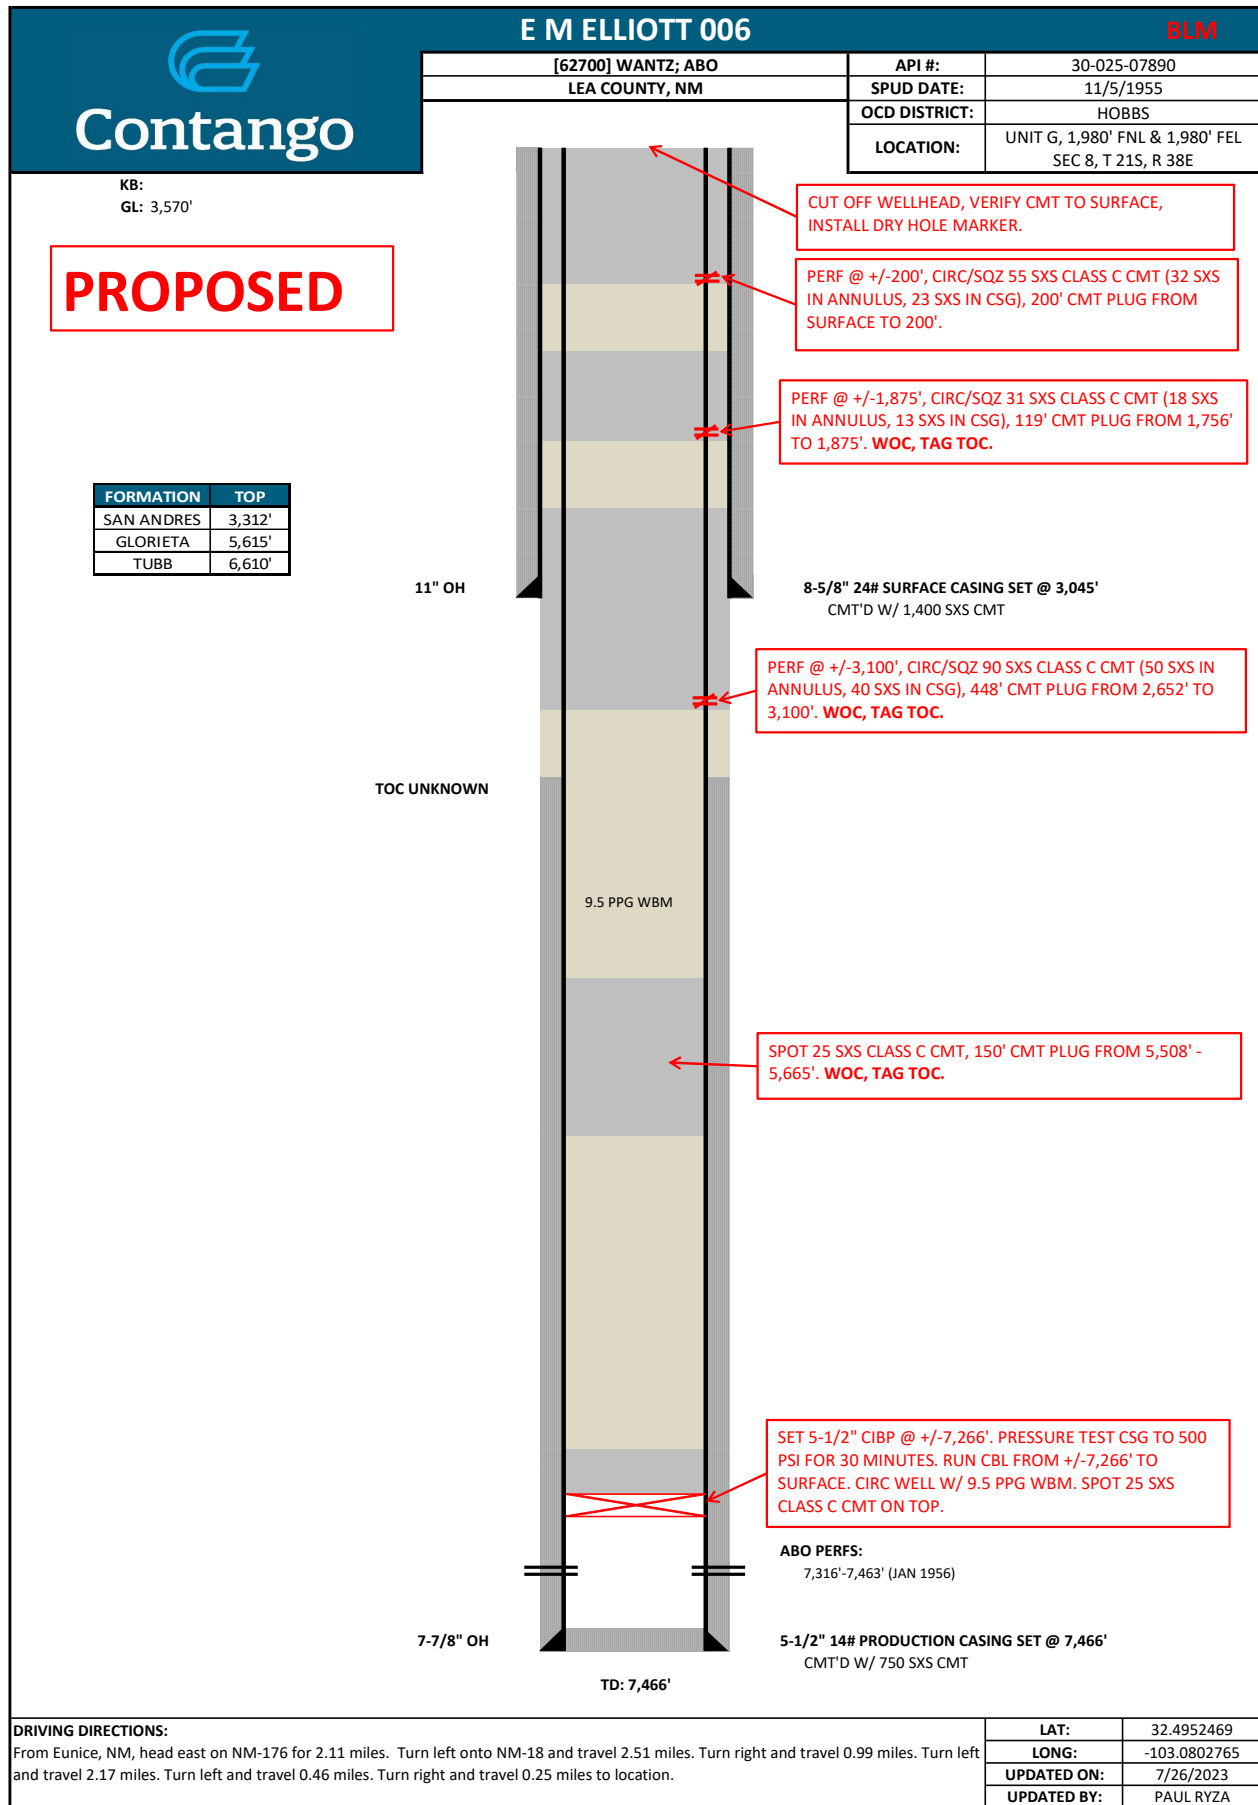 E M ELLIOTT 006
BLM
Contango
[62700] WANTZ; ABO
LEA COUNTY, NM
API #: 30-025-07890
SPUD DATE: 11/5/1955
OCD DISTRICT: HOBBS
LOCATION: UNIT G, 1,980' FNL & 1,980' FEL
SEC 8, T 21S, R 38E
KB:
GL: 3,570'
PROPOSED
CUT OFF WELLHEAD, VERIFY CMT TO SURFACE,
INSTALL DRY HOLE MARKER.
PERF @ +/-200', CIRC/SQZ 55 SXS CLASS C CMT (32 SXS
IN ANNULUS, 23 SXS IN CSG), 200' CMT PLUG FROM
SURFACE TO 200'.
PERF @ +/-1,875', CIRC/SQZ 31 SXS CLASS C CMT (18 SXS
IN ANNULUS, 13 SXS IN CSG), 119' CMT PLUG FROM 1,756'
TO 1,875'. WOC, TAG TOC.
FORMATION TOP
SAN ANDRES 3,312'
GLORIETA 5,615'
TUBB 6,610'
11" OH
8-5/8" 24# SURFACE CASING SET @ 3,045'
CMT'D W/ 1,400 SXS CMT
PERF @ +/-3,100', CIRC/SQZ 90 SXS CLASS C CMT (50 SXS IN
ANNULUS, 40 SXS IN CSG), 448' CMT PLUG FROM 2,652' TO
3,100'. WOC, TAG TOC.
TOC UNKNOWN
9.5 PPG WBM
SPOT 25 SXS CLASS C CMT, 150' CMT PLUG FROM 5,508' -
5,665'. WOC, TAG TOC.
SET 5-1/2" CIBP @ +/-7,266'. PRESSURE TEST CSG TO 500
PSI FOR 30 MINUTES. RUN CBL FROM +/-7,266' TO
SURFACE. CIRC WELL W/ 9.5 PPG WBM. SPOT 25 SXS
CLASS C CMT ON TOP.
ABO PERFS:
7,316'-7,463' (JAN 1956)
7-7/8" OH
5-1/2" 14# PRODUCTION CASING SET @ 7,466'
CMT'D W/ 750 SXS CMT
TD: 7,466'
DRIVING DIRECTIONS:
From Eunice, NM, head east on NM-176 for 2.11 miles.  Turn left onto NM-18 and travel 2.51 miles. Turn right and travel 0.99 miles. Turn left
and travel 2.17 miles. Turn left and travel 0.46 miles. Turn right and travel 0.25 miles to location.
LAT: 32.4952469
LONG: -103.0802765
UPDATED ON: 7/26/2023
UPDATED BY: PAUL RYZA